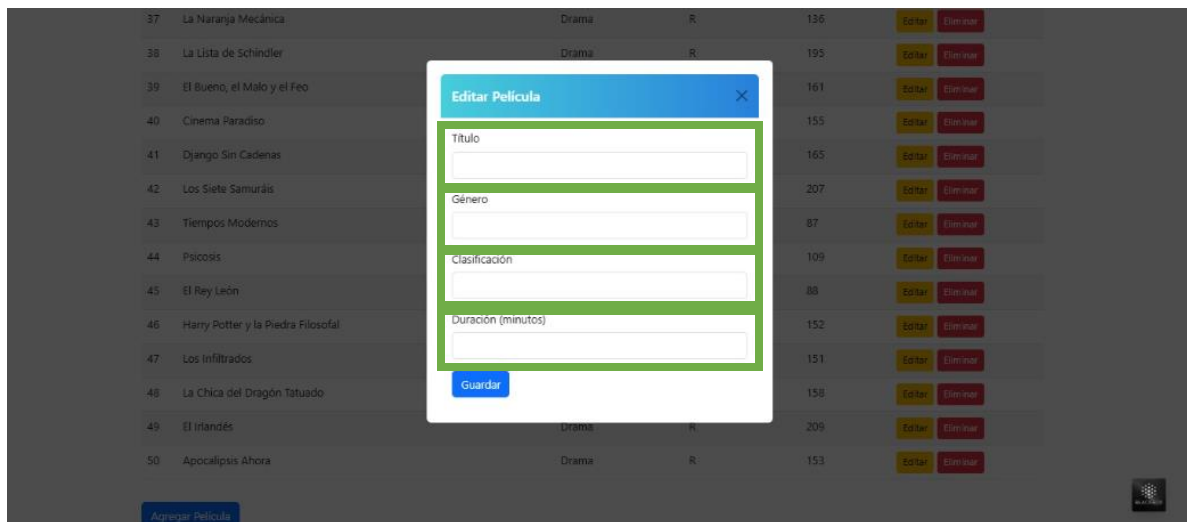 37 La Naranja Mecánica Drama R 136 Editar Eliminar
38 La Lista de Schindler Drama R 195 Editar Eliminar
39 El Bueno, el Malo y el Feo 161 Editar Eliminar
Editar Película
40 Cinema Paradiso 155 Editar Eliminar
Título
41 Django Sin Cadenas 165 Editar Eliminar
42 Los Siete Samuráis 207 Editar Eliminar
Género
43 Tiempos Modernos 87 Editar Eliminar
44 Psicosis 109 Editar Eliminar
Clasificación
45 El Rey León 88 Editar Eliminar
46 Harry Potter y la Piedra Filosofal 152 Editar Eliminar
Duración (minutos)
47 Los Infiltrados 151 Editar Eliminar
Guardar
48 La Chica del Dragón Tatuado 158 Editar Eliminar
49 El Irlandés Drama R 209 Editar Eliminar
50 Apocalipsis Ahora Drama R 153 Editar Eliminar
Agregar Película